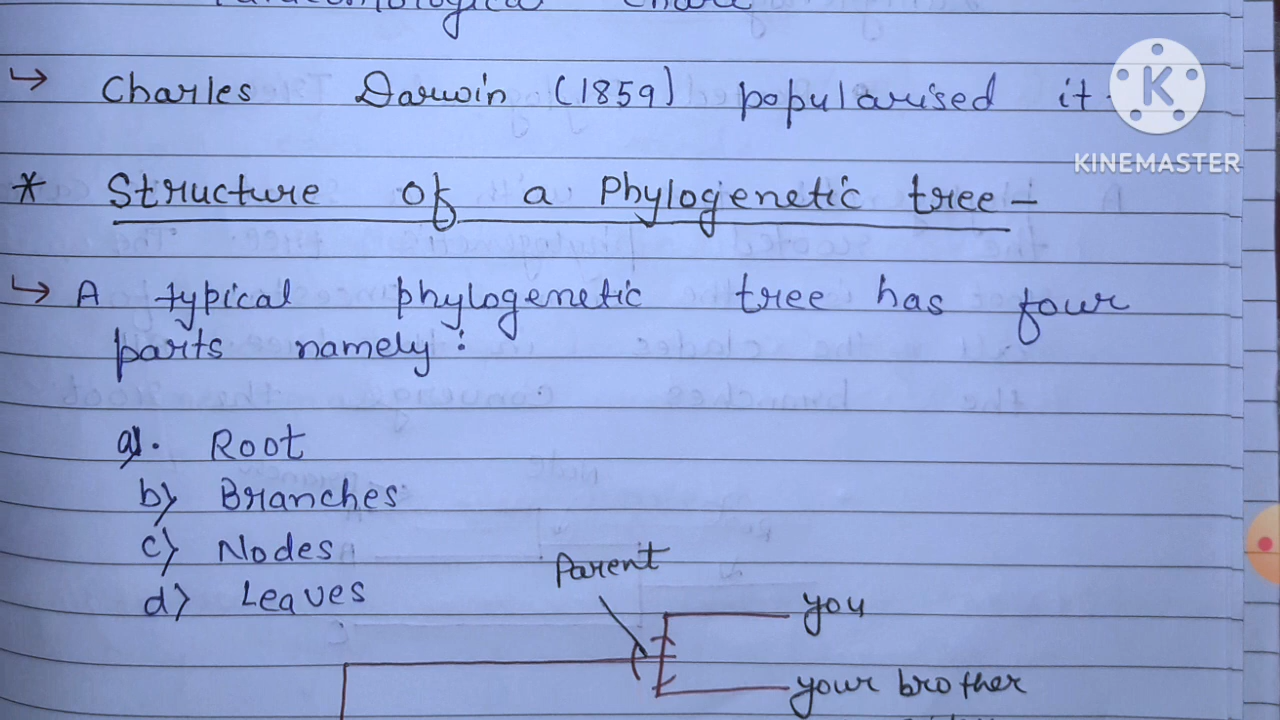 → Charles Darwin (1859) popularised it.
K
KINEMASTER
* Structure of a Phylogenetic tree –
→ A typical phylogenetic tree has four
parts namely:
a). Root
b) Branches
c) Nodes
d) Leaves
Parent
you
your brother